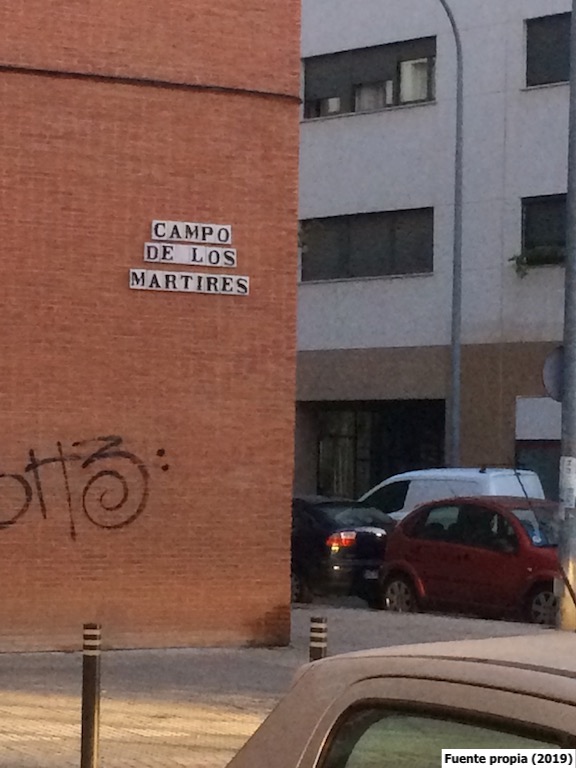 CAMPO
DE LOS
MARTIRES
Fuente propia (2019)